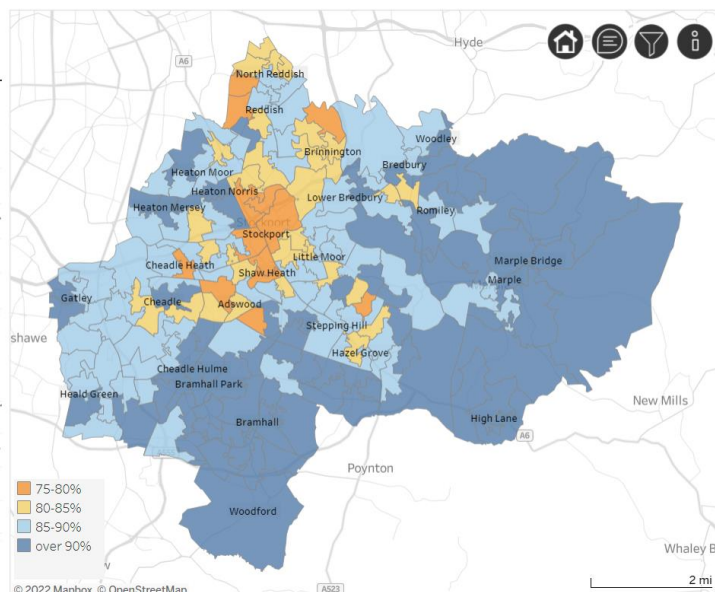 Hyde
A6
North Reddish
Reddish
Woodley
Brinnington
Bredbury
Heaton Moor
Heaton Norris
Lower Bredbury
Heaton Mersey
Romiley
Stockport
Stockport
Little Moor
Marple Bridge
Cheadle Heath
Shaw Heath
Marple
Gatley
Cheadle
Adswood
shawe
Stepping Hill
Hazel Grove
Cheadle Hulme
Bramhall Park
Heald Green
New Mills
Bramhall
High Lane
A6
Poynton
75-80%
80-85%
Woodford
85-90%
over 90%
Whaley B
w
2 mi
© 2022 Mapbox © OpenStreetMap
A523